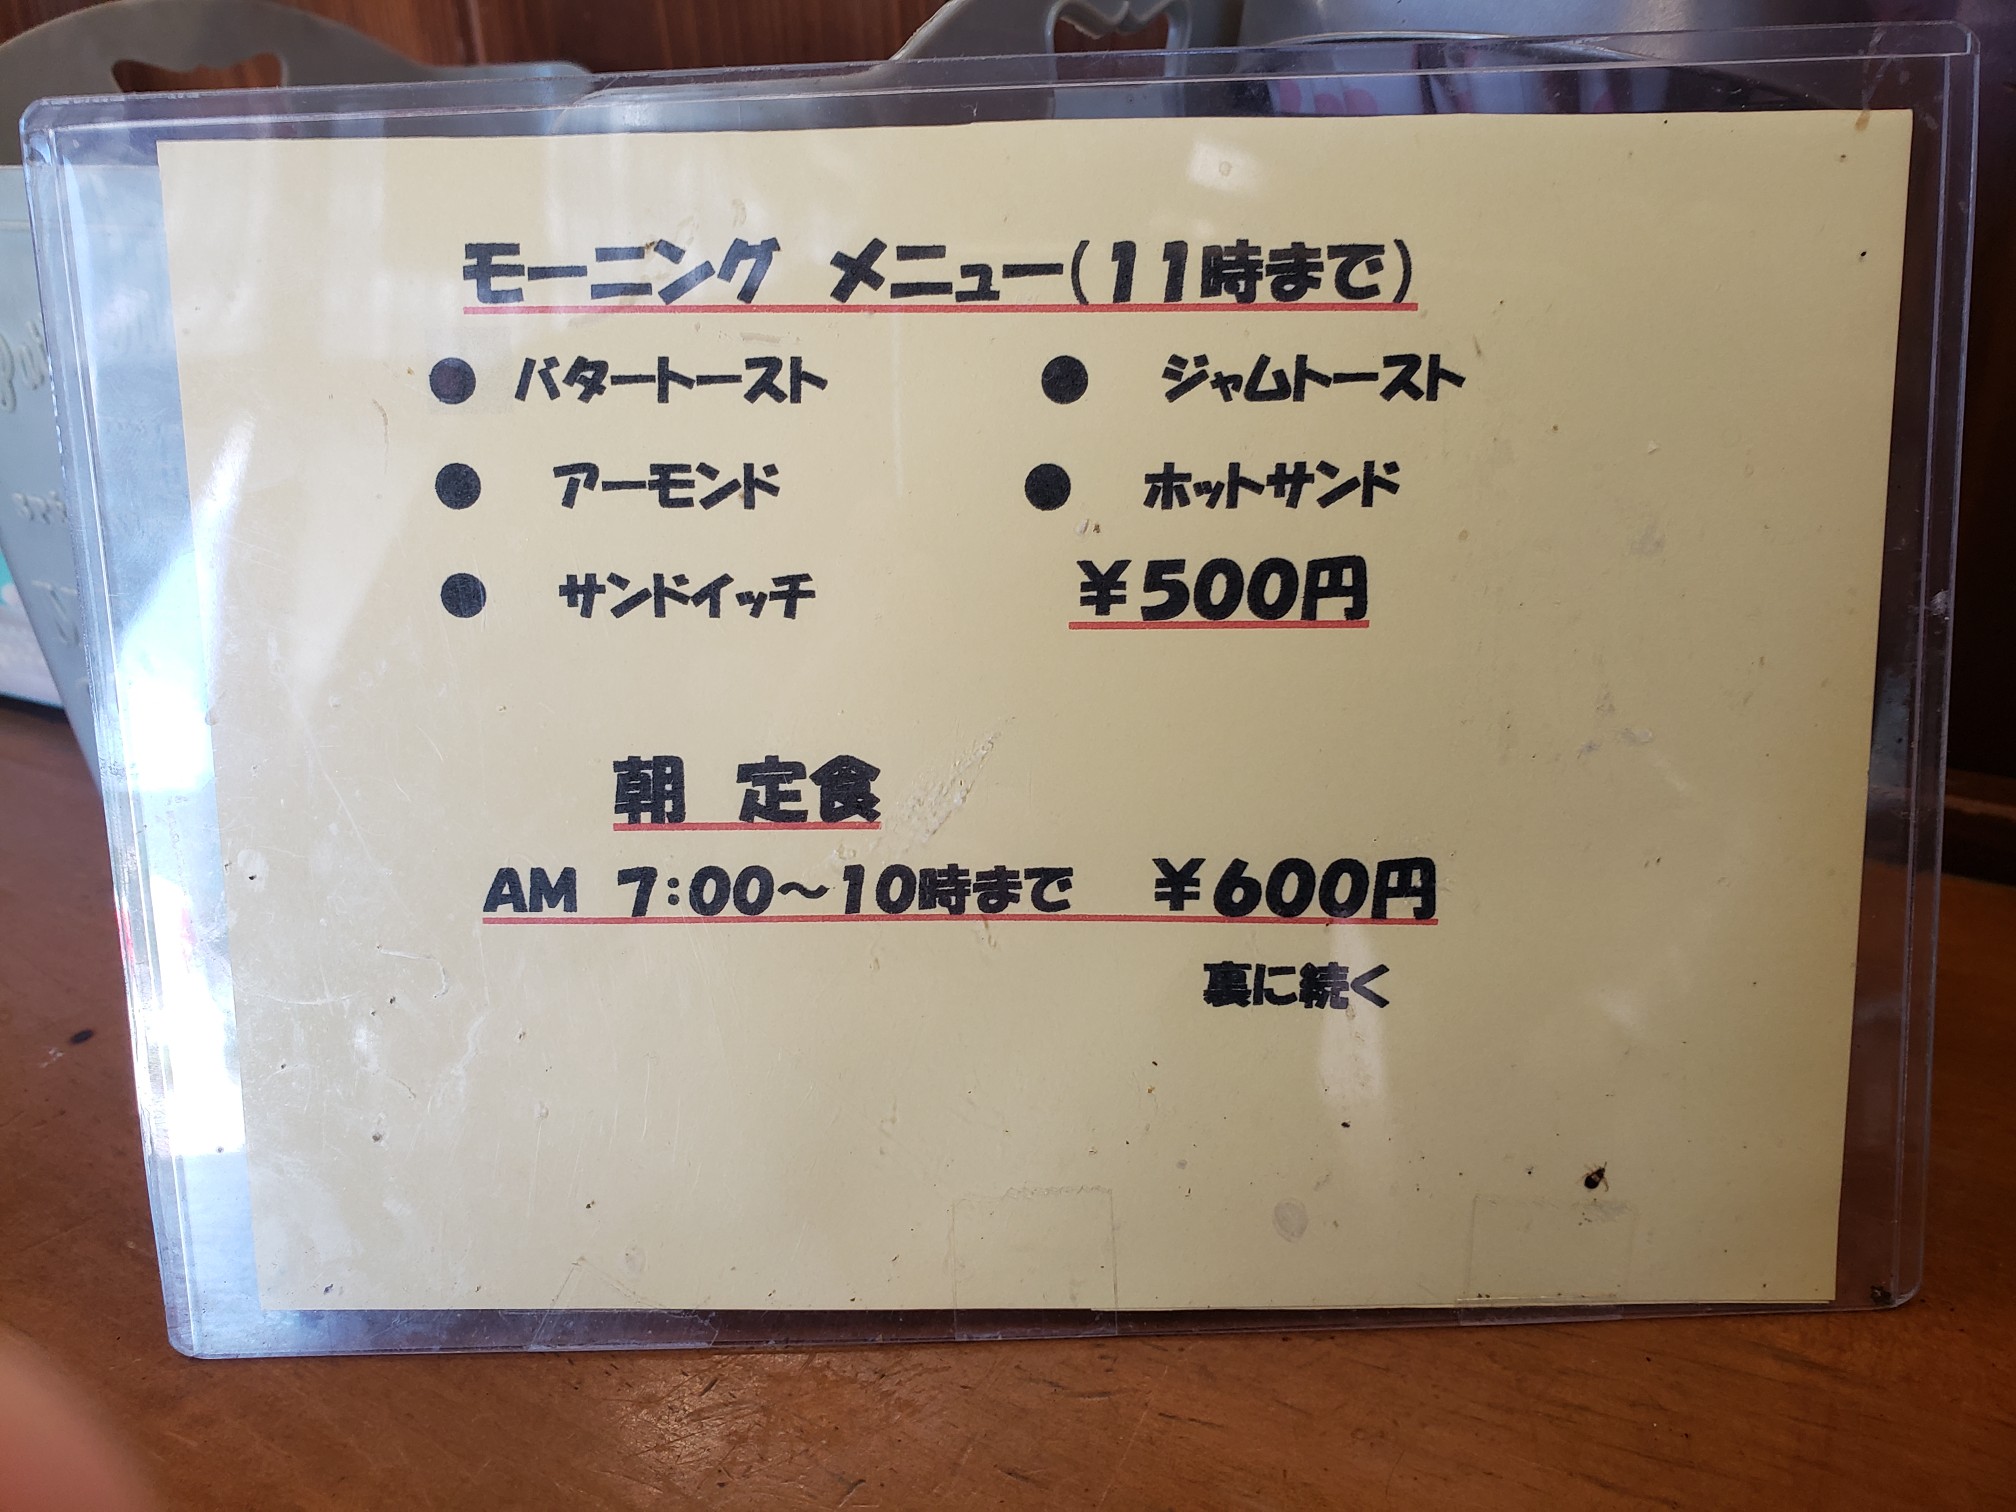 モーニング メニュー(11時まで)
● バタートースト ● ジャムトースト
● アーモンド ● ホットサンド
● サンドイッチ ¥500円
朝 定食
AM 7:00～10時まで ¥600円
裏に続く